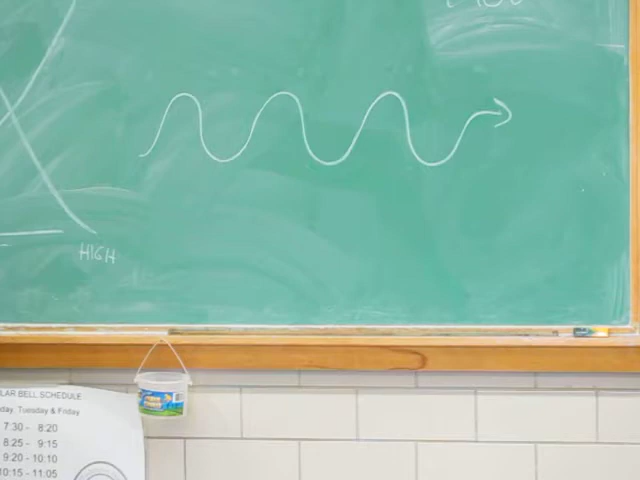 HIGH
LAR BELL SCHEDULE
day, Tuesday & Friday
7:30 - 8:20
8:25 - 9:15
9:20 - 10:10
10:15 - 11:05